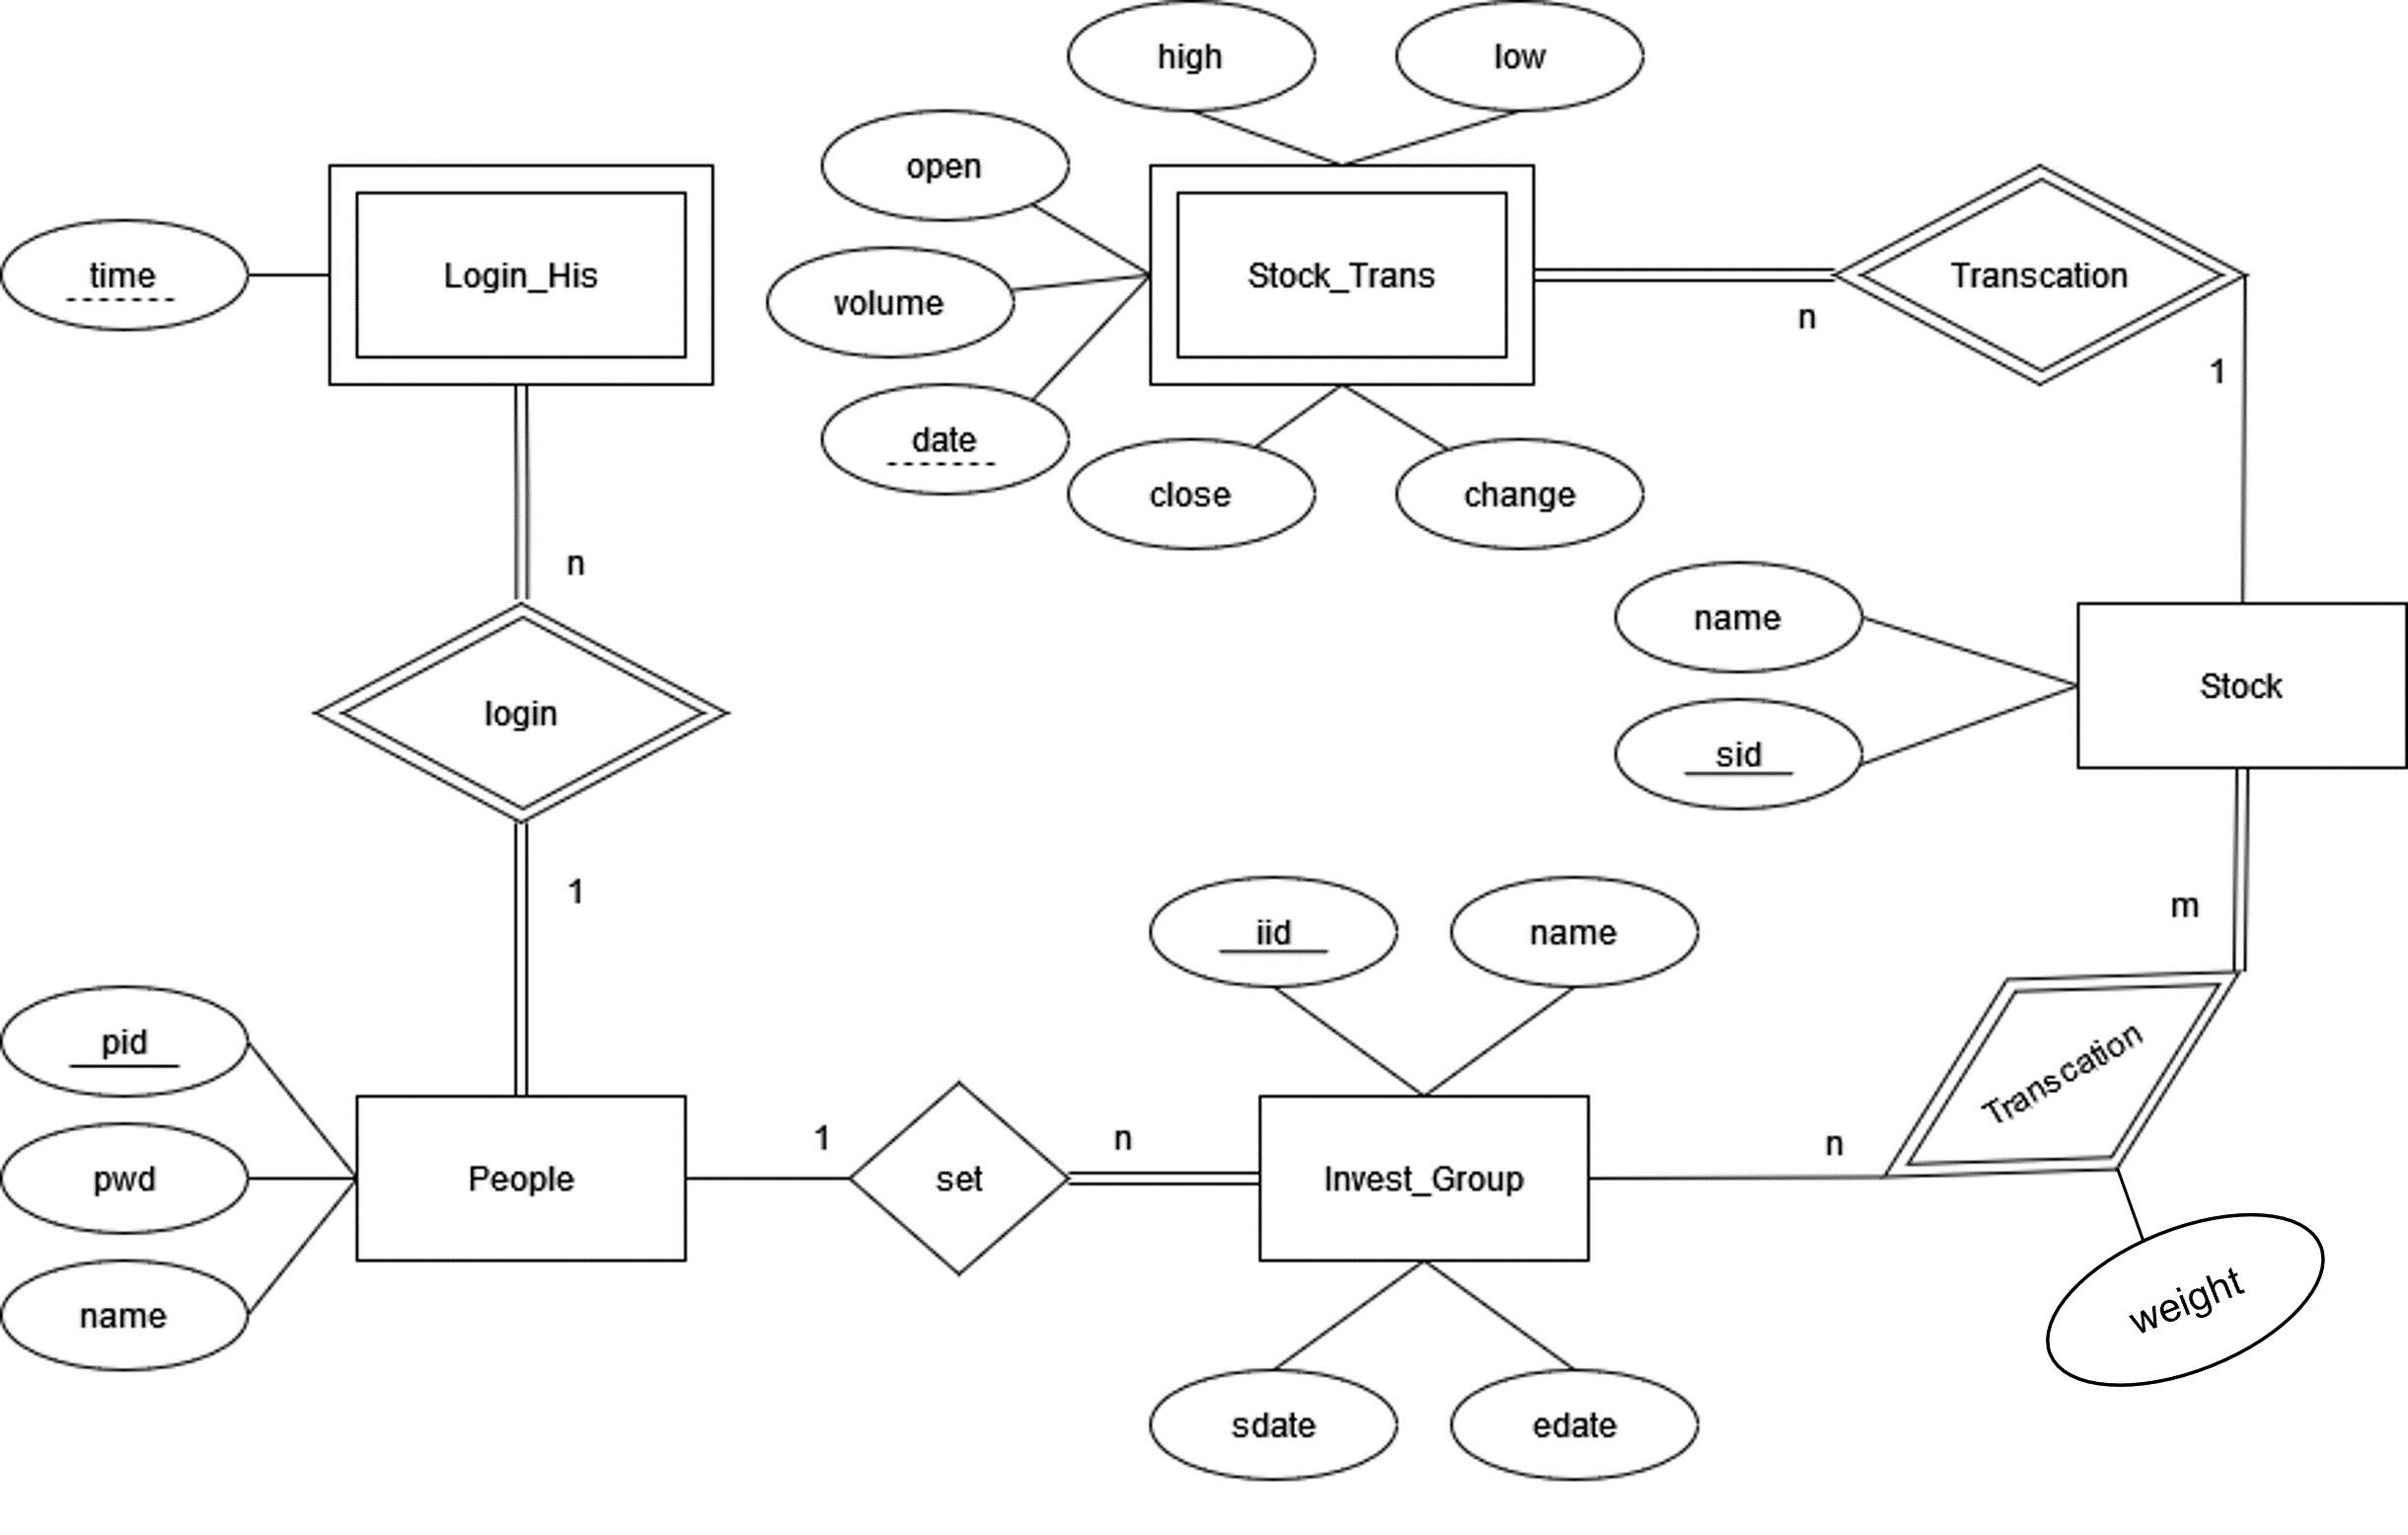 high
low
open
time
Login_His
volume
Stock_Trans
Transcation
n
1
date
close
change
n
name
login
Stock
sid
1
m
iid
name
pid
Transcation
1
n
n
pwd
People
set
Invest_Group
name
weight
sdate
edate